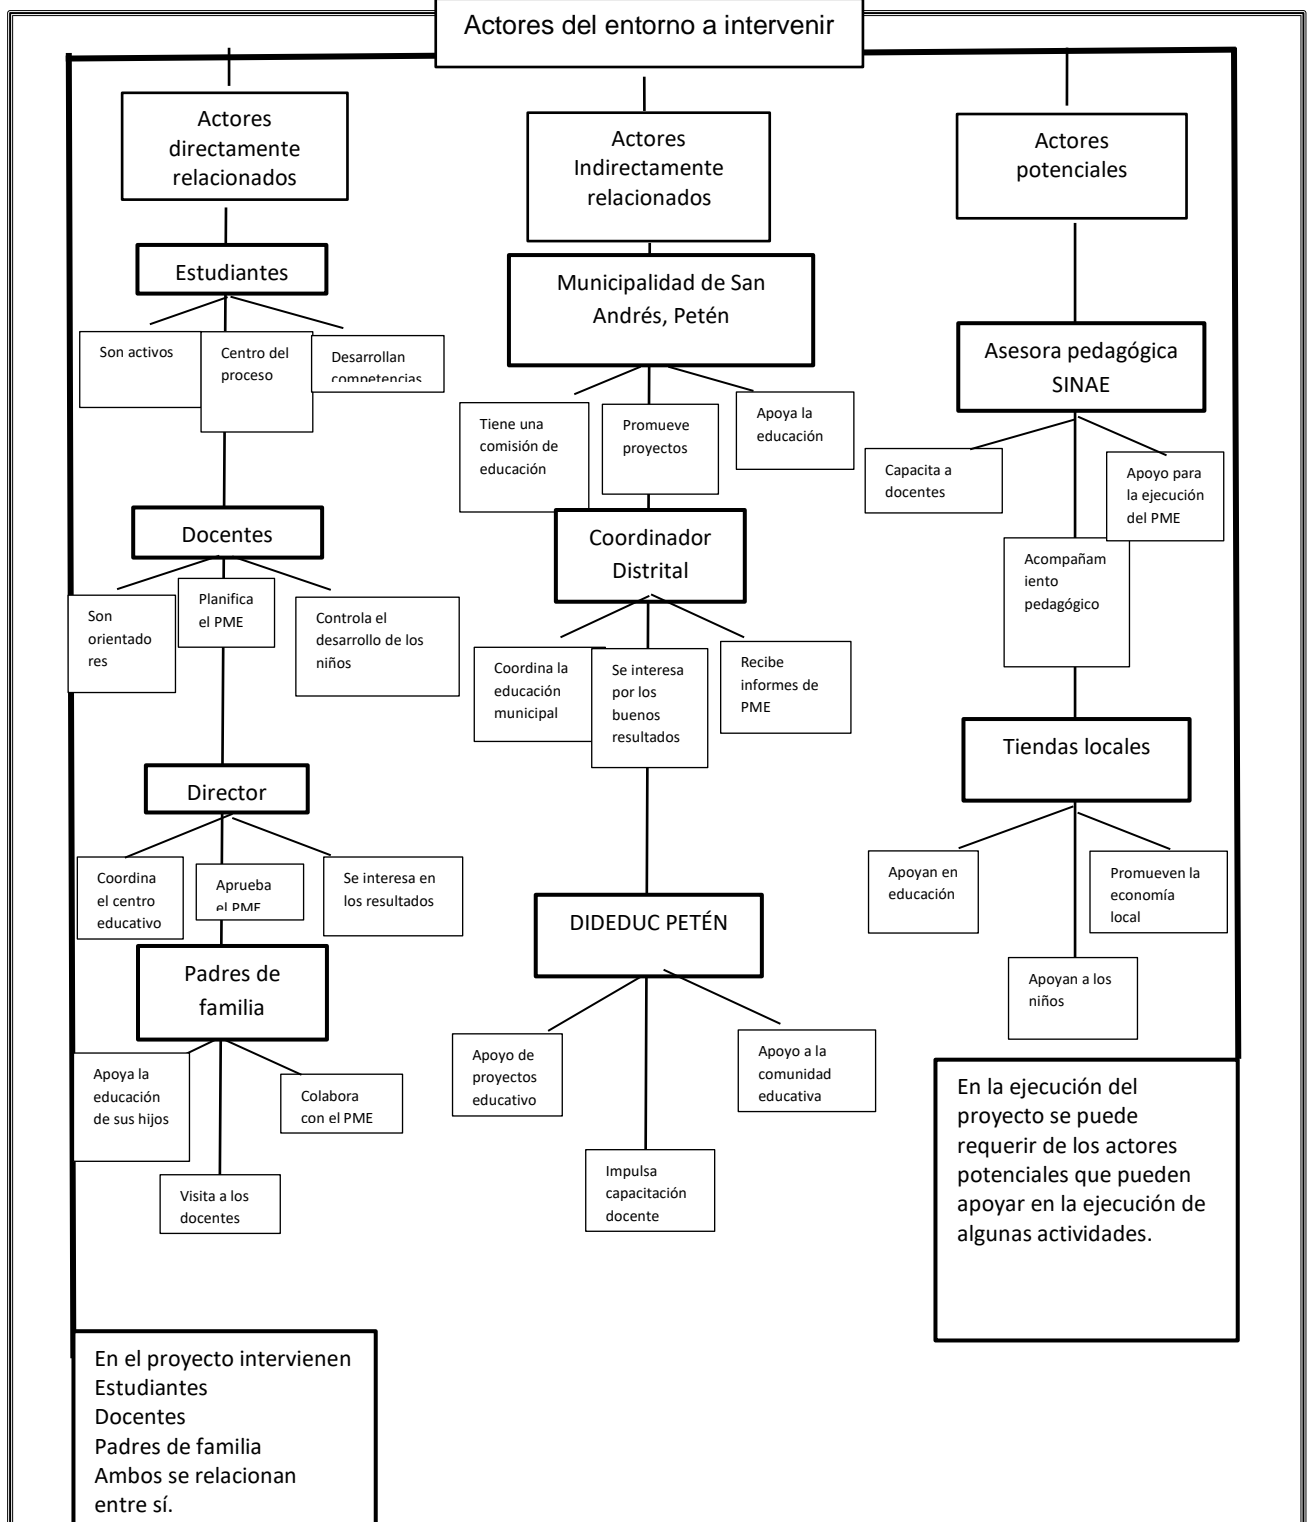 Actores del entorno a intervenir
Actores
directamente
relacionados
Estudiantes
Son activos
Centro del
proceso
Desarrollan
competencias
Docentes
Son
orientado
res
Planifica
el PME
Controla el
desarrollo de los
niños
Director
Coordina
el centro
educativo
Aprueba
el PME
Se interesa en
los resultados
Padres de
familia
Apoya la
educación
de sus hijos
Visita a los
docentes
Colabora
con el PME
En el proyecto intervienen
Estudiantes
Docentes
Padres de familia
Ambos se relacionan
entre sí.
Actores
Indirectamente
relacionados
Municipalidad de San
Andrés, Petén
Tiene una
comisión de
educación
Promueve
proyectos
Apoya la
educación
Coordinador
Distrital
Coordina la
educación
municipal
Se interesa
por los
buenos
resultados
Recibe
informes de
PME
DIDEDUC PETÉN
Apoyo de
proyectos
educativo
Impulsa
capacitación
docente
Apoyo a la
comunidad
educativa
Actores
potenciales
Asesora pedagógica
SINAE
Capacita a
docentes
Acompañam
iento
pedagógico
Apoyo para
la ejecución
del PME
Tiendas locales
Apoyan en
educación
Apoyan a los
niños
Promueven la
economía
local
En la ejecución del
proyecto se puede
requerir de los actores
potenciales que pueden
apoyar en la ejecución de
algunas actividades.